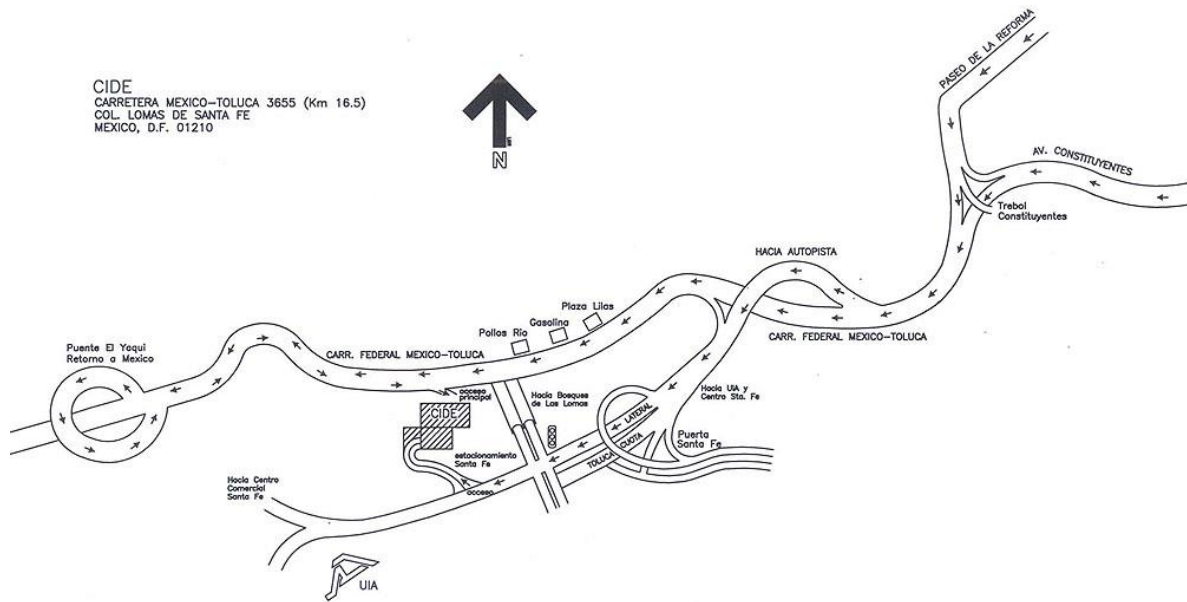 CIDE
CARRETERA MEXICO-TOLUCA 3655 (Km 16.5)
COL. LOMAS DE SANTA FE
MEXICO, D.F. 01210
N
PASEO DE LA REFORMA
AV. CONSTITUYENTES
Trebol
Constituyentes
HACIA AUTOPISTA
CARR. FEDERAL MEXICO-TOLUCA
Plaza Lilas
Gasolina
Pollos Rio
CARR. FEDERAL MEXICO-TOLUCA
Puente El Yaqui
Retorno a Mexico
acceso
principal
CIDE
Hacia Bosques
de Las Lomas
Hacia UIA y
Centro Sta. Fe
LATERAL
TOLUCA CUOTA
Puerta
Santa Fe
estacionamiento
Santa Fe
acceso
Hacia Centro
Comercial
Santa Fe
UIA